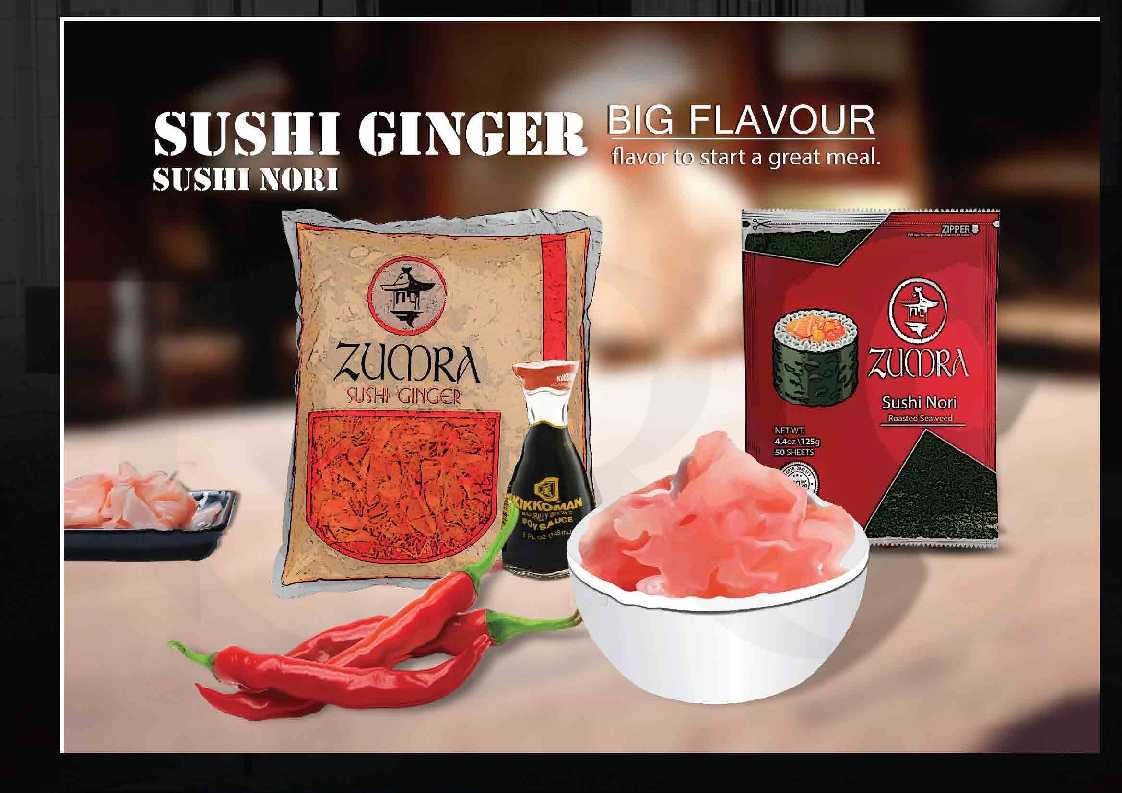 SUSHI GINGER
SUSHI NORI
BIG FLAVOUR
flavor to start a great meal.
ZUMRA
SUSHI GINGER
KIKKOMAN
SOY SAUCE
ZIPPER
ZUMRA
Sushi Nori
Roasted Seaweed
NET WT.
4.4oz \125g
50 SHEETS